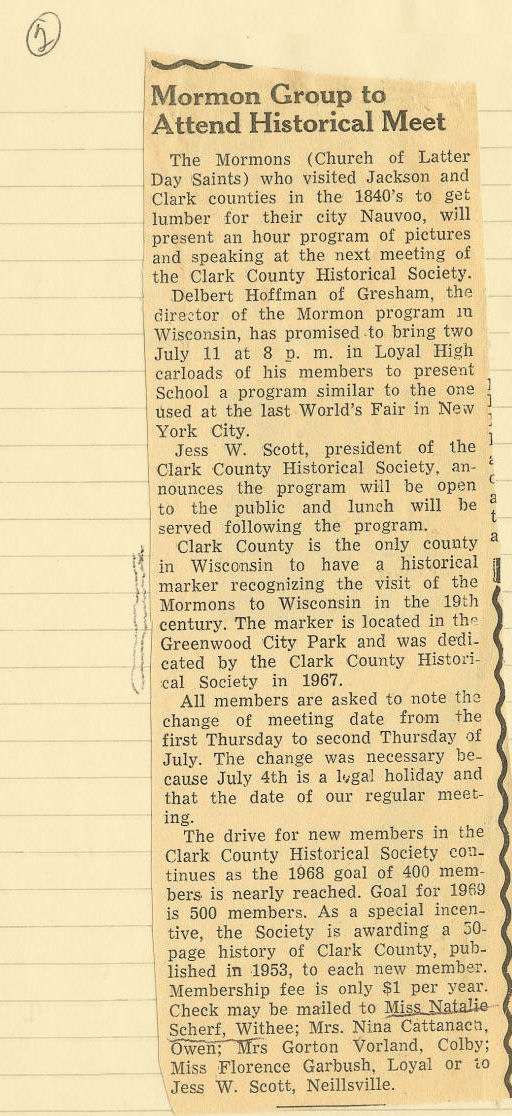 5
Mormon Group to
Attend Historical Meet
The Mormons (Church of Latter
Day Saints) who visited Jackson and
Clark counties in the 1840's to get
lumber for their city Nauvoo, will
present an hour program of pictures
and speaking at the next meeting of
the Clark County Historical Society.
Delbert Hoffman of Gresham, the
director of the Mormon program in
Wisconsin, has promised to bring two
July 11 at 8 p. m. in Loyal High
carloads of his members to present
School a program similar to the one
used at the last World's Fair in New
York City.
Jess W. Scott, president of the
Clark County Historical Society, an-
nounces the program will be open
to the public and lunch will be
served following the program.
Clark County is the only county
in Wisconsin to have a historical
marker recognizing the visit of the
Mormons to Wisconsin in the 19th
century. The marker is located in the
Greenwood City Park and was dedi-
cated by the Clark County Histori-
cal Society in 1967.
All members are asked to note the
change of meeting date from the
first Thursday to second Thursday of
July. The change was necessary be-
cause July 4th is a legal holiday and
that the date of our regular meet-
ing.
The drive for new members in the
Clark County Historical Society con-
tinues as the 1968 goal of 400 mem-
bers is nearly reached. Goal for 1969
is 500 members. As a special incen-
tive, the Society is awarding a 50-
page history of Clark County, pub-
lished in 1953, to each new member.
Membership fee is only $1 per year.
Check may be mailed to Miss Natalie
Scherf, Withee; Mrs. Nina Cattanach,
Owen; Mrs Gorton Vorland, Colby;
Miss Florence Garbush, Loyal or to
Jess W. Scott, Neillsville.